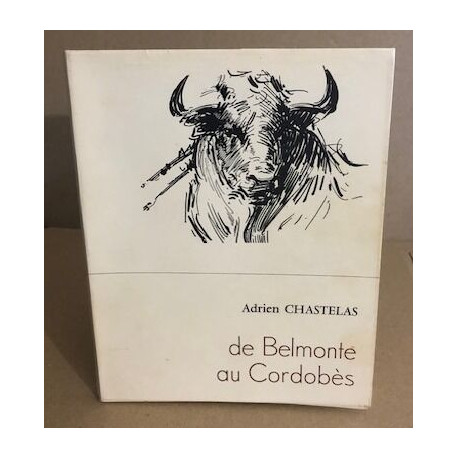 Adrien CHASTELAS
de Belmonte
au Cordobès